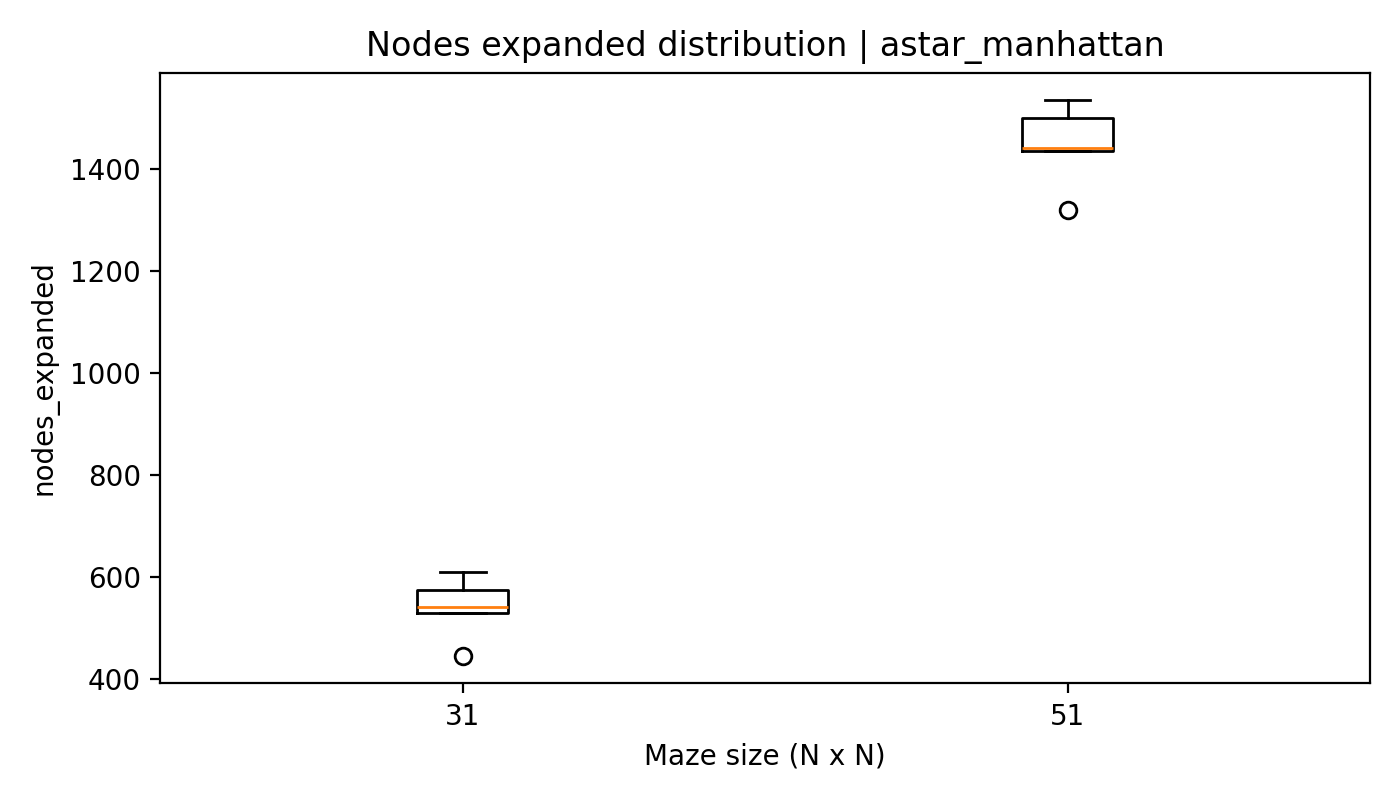 Nodes expanded distribution | astar_manhattan
nodes_expanded
1400
1200
1000
800
600
400
31
51
Maze size (N x N)